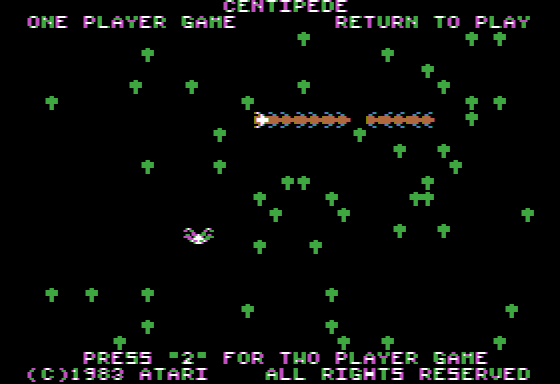 CENTIPEDE
ONE PLAYER GAME RETURN TO PLAY
PRESS "2" FOR TWO PLAYER GAME
(C)1983 ATARI ALL RIGHTS RESERVED